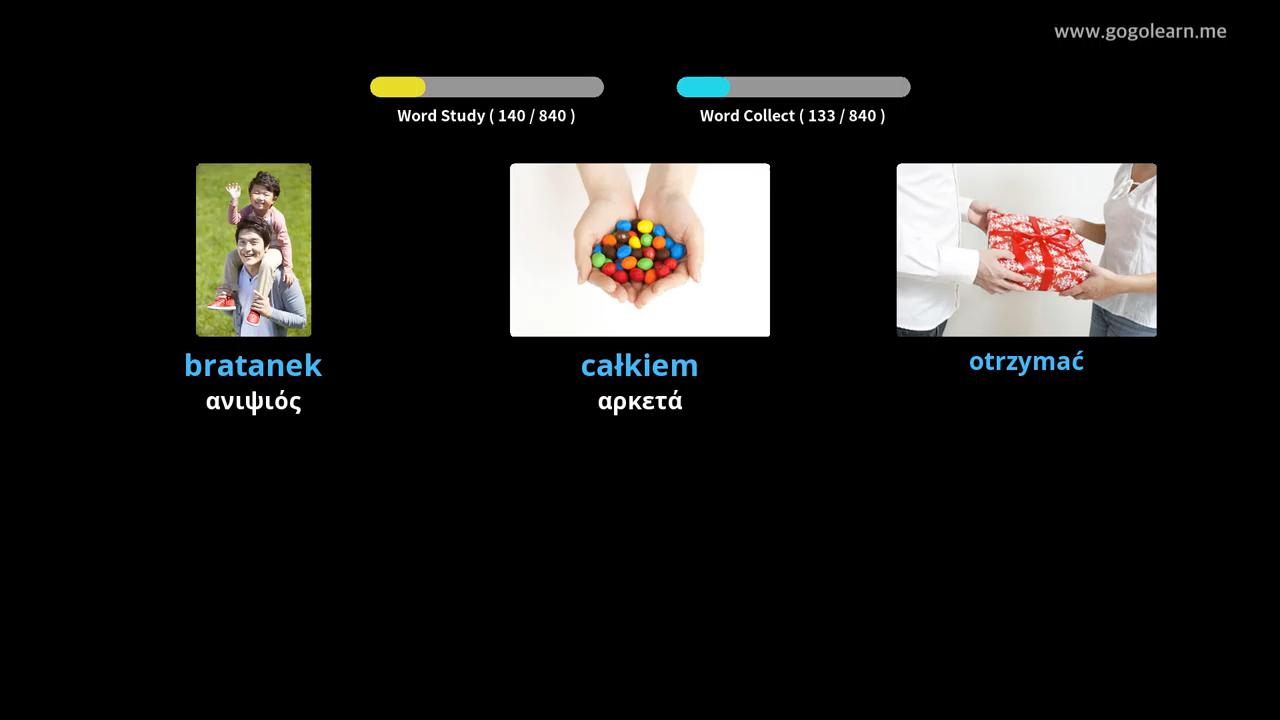 www.gogolearn.me
Word Study ( 140 / 840 )
Word Collect ( 133 / 840 )
bratanek
ανιψιός
całkiem
αρκετά
otrzymać